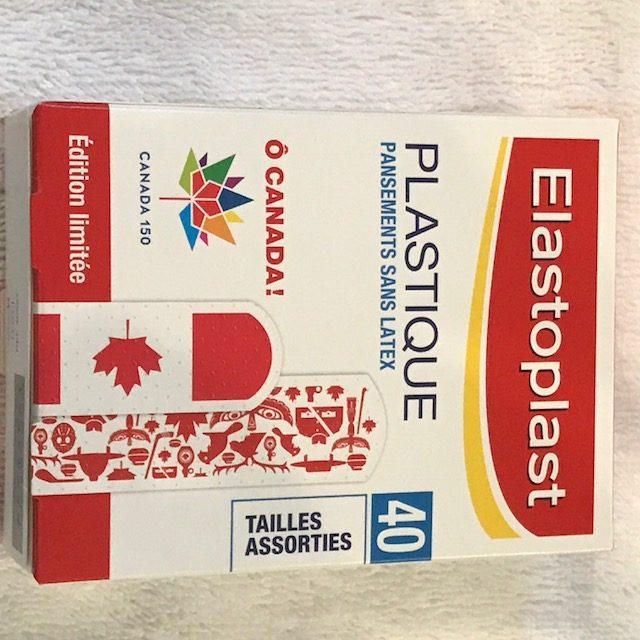 Elastoplast
PLASTIQUE
PANSEMENTS SANS LATEX
40
TAILLES
ASSORTIES
Ô CANADA!
CANADA 150
Édition limitée